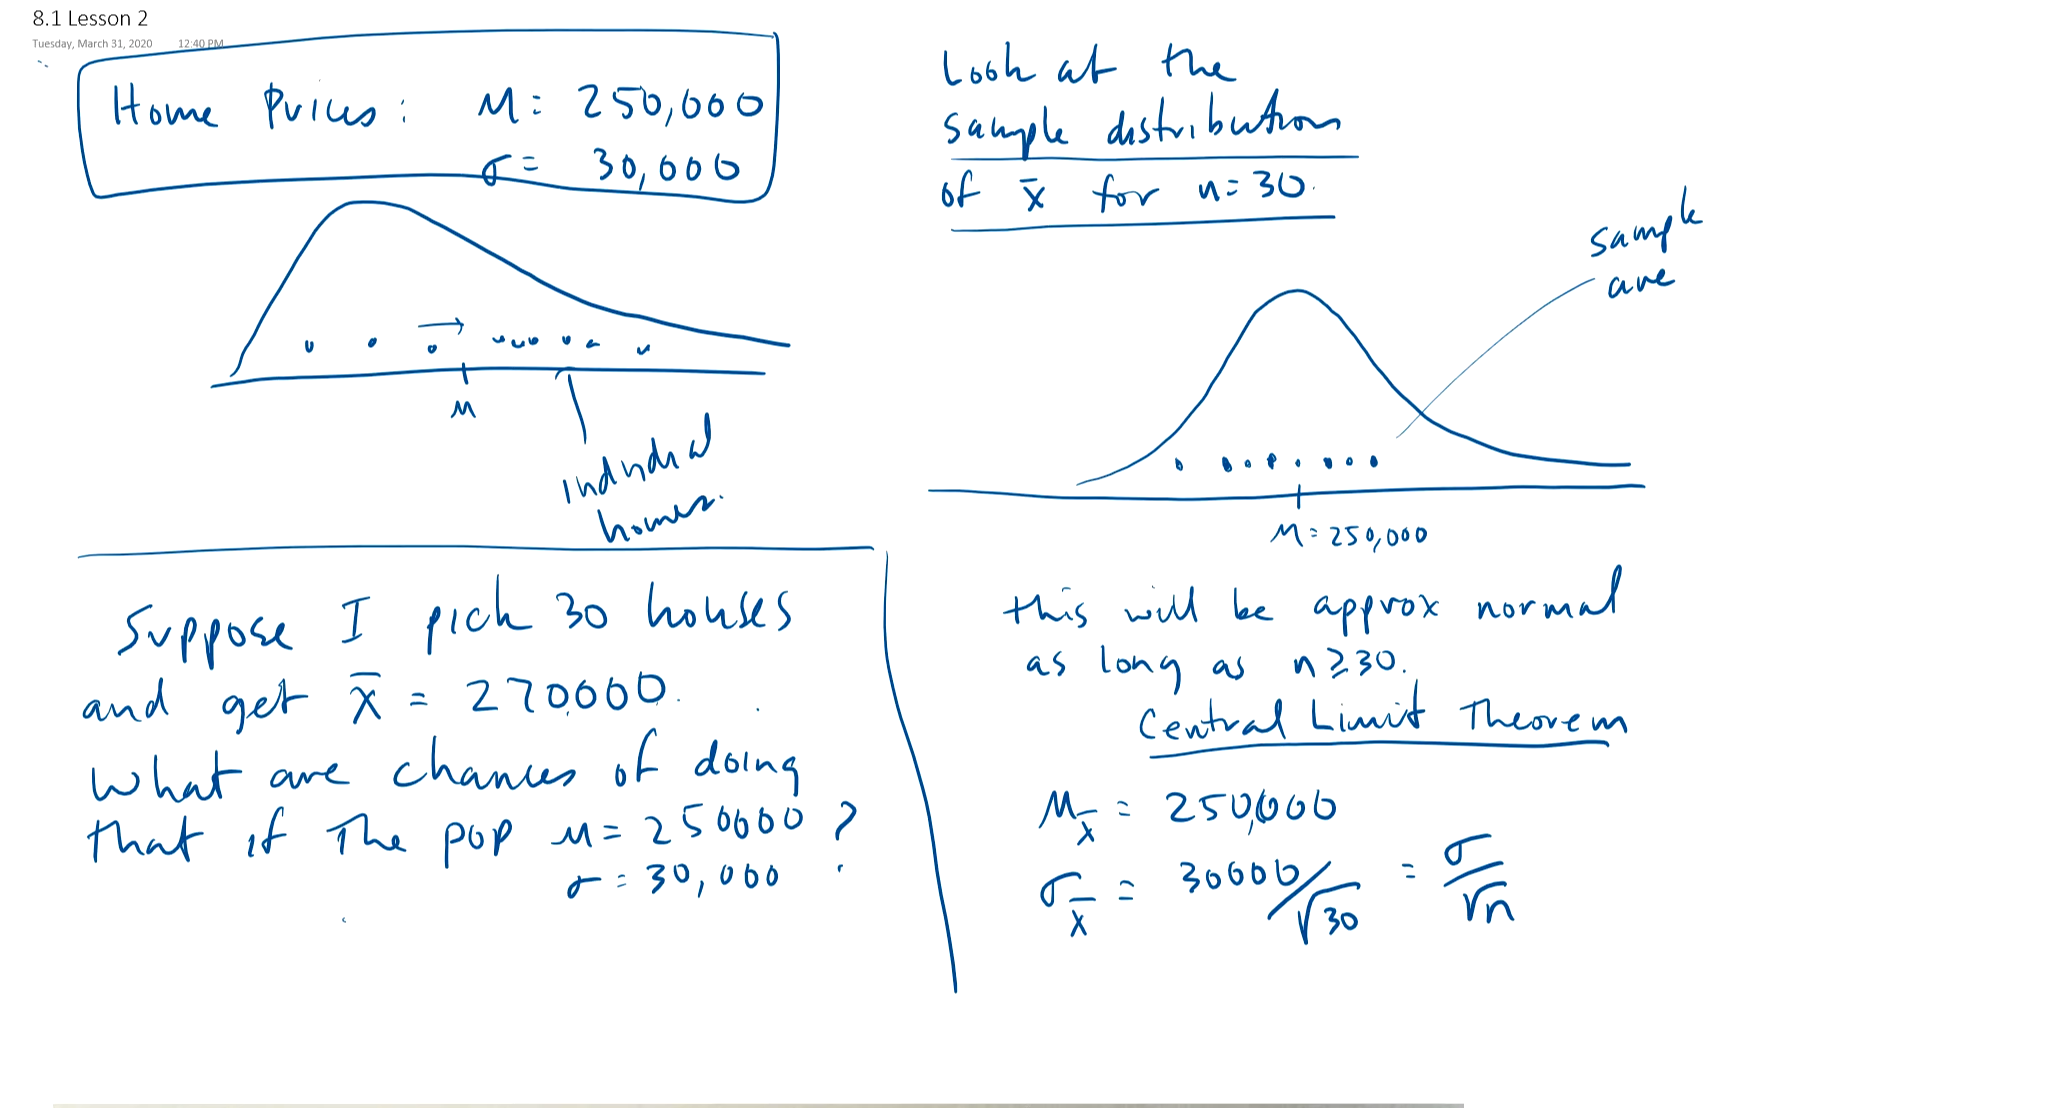 8.1 Lesson 2
Tuesday, March 31, 2020 12:40 PM
Home Prices: M = 250,000
σ = 30,000
M
Individual
homes.
Suppose I pick 30 houses
and get x̄ = 270000.
What are chances of doing
that if The pop M = 250000 ?
σ = 30,000
Look at the
sample distribution
of x̄ for n = 30.
sample
ave
M = 250,000
this will be approx normal
as long as n ≥ 30.
Central Limit Theorem
M x̄ = 250,000
σ x̄ = 30000/√30 = σ/√n